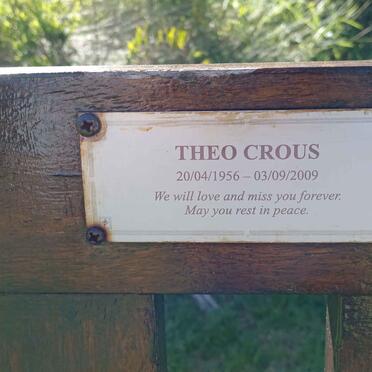 THEO CROUS
20/04/1956 – 03/09/2009
We will love and miss you forever.
May you rest in peace.